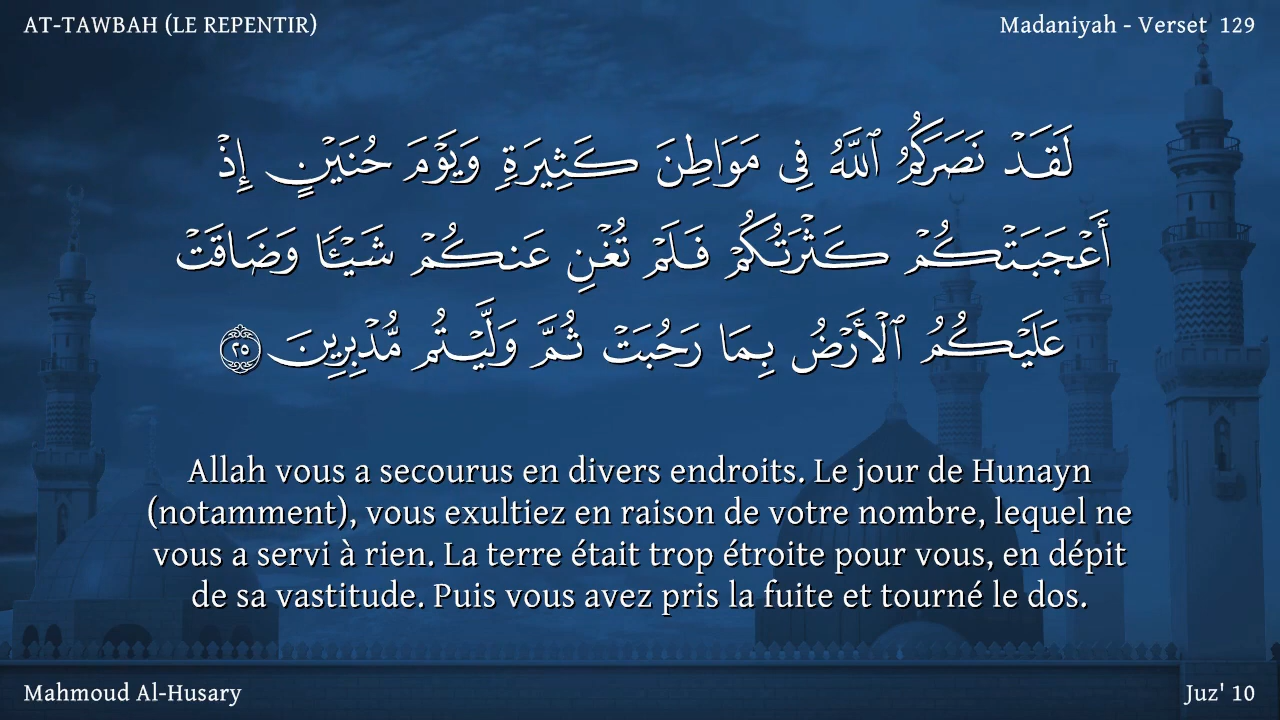 AT-TAWBAH (LE REPENTIR)
Madaniyah - Verset 129
لَقَدْ نَصَرَكُمُ ٱللَّهُ فِى مَوَاطِنَ كَثِيرَةٍ وَيَوْمَ حُنَيْنٍ إِذْ
أَعْجَبَتْكُمْ كَثْرَتُكُمْ فَلَمْ تُغْنِ عَنكُمْ شَيْـًٔا وَضَاقَتْ
عَلَيْكُمُ ٱلْأَرْضُ بِمَا رَحُبَتْ ثُمَّ وَلَّيْتُم مُّدْبِرِينَ ٢٥
Allah vous a secourus en divers endroits. Le jour de Hunayn
(notamment), vous exultiez en raison de votre nombre, lequel ne
vous a servi à rien. La terre était trop étroite pour vous, en dépit
de sa vastitude. Puis vous avez pris la fuite et tourné le dos.
Mahmoud Al-Husary
Juz' 10